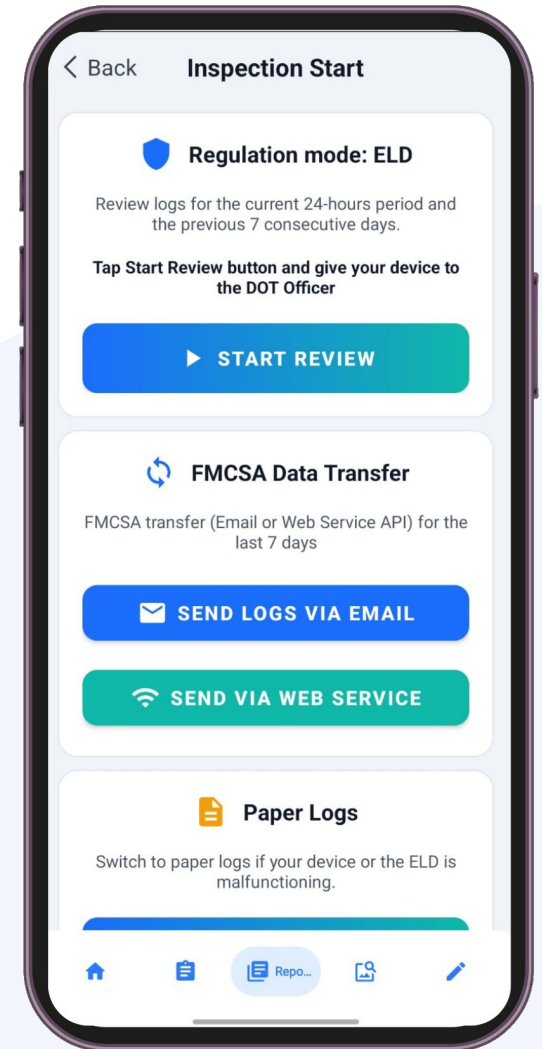 Back
Inspection Start
Regulation mode: ELD
Review logs for the current 24-hours period and
the previous 7 consecutive days.
Tap Start Review button and give your device to
the DOT Officer
START REVIEW
FMCSA Data Transfer
FMCSA transfer (Email or Web Service API) for the
last 7 days
SEND LOGS VIA EMAIL
SEND VIA WEB SERVICE
Paper Logs
Switch to paper logs if your device or the ELD is
malfunctioning.
Repo...